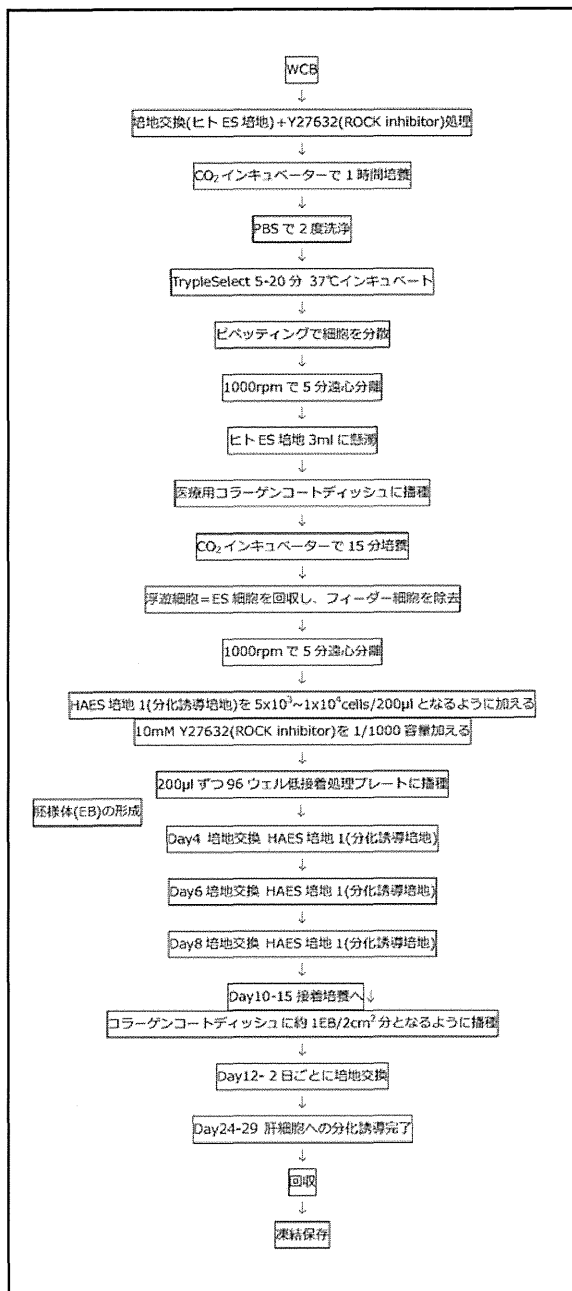 WCB
↓
培地交換(ヒト ES 培地)＋Y27632(ROCK inhibitor)処理
↓
CO₂インキュベーターで 1 時間培養
↓
PBS で 2 度洗浄
↓
TrypleSelect 5-20 分 37℃インキュベート
↓
ピペッティングで細胞を分散
↓
1000rpm で 5 分遠心分離
↓
ヒト ES 培地 3ml に懸濁
↓
医療用コラーゲンコートディッシュに播種
↓
CO₂インキュベーターで 15 分培養
↓
浮遊細胞＝ES 細胞を回収し、フィーダー細胞を除去
↓
1000rpm で 5 分遠心分離
↓
HAES 培地 1(分化誘導培地)を 5x10³~1x10⁴cells/200μl となるように加える
10mM Y27632(ROCK inhibitor)を 1/1000 容量加える
↓
200μl ずつ 96 ウェル低接着処理プレートに播種
胚様体(EB)の形成
↓
Day4 培地交換 HAES 培地 1(分化誘導培地)
↓
Day6 培地交換 HAES 培地 1(分化誘導培地)
↓
Day8 培地交換 HAES 培地 1(分化誘導培地)
↓
Day10-15 接着培養へ↓
コラーゲンコートディッシュに約 1EB/2cm²分となるように播種
↓
Day12- 2 日ごとに培地交換
↓
Day24-29 肝細胞への分化誘導完了
↓
回収
↓
凍結保存